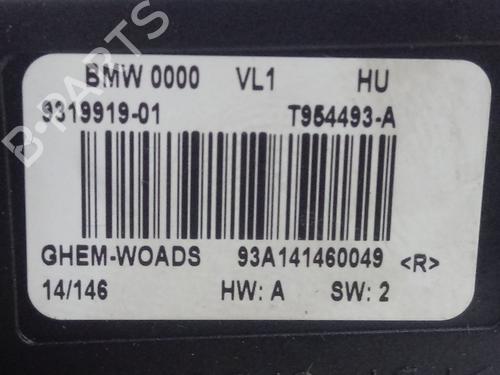 BMW 0000 VL1 HU
9319919-01 T954493-A
B-PARTS
GHEM-WOADS 93A141460049 <R>
14/146 HW: A SW: 2